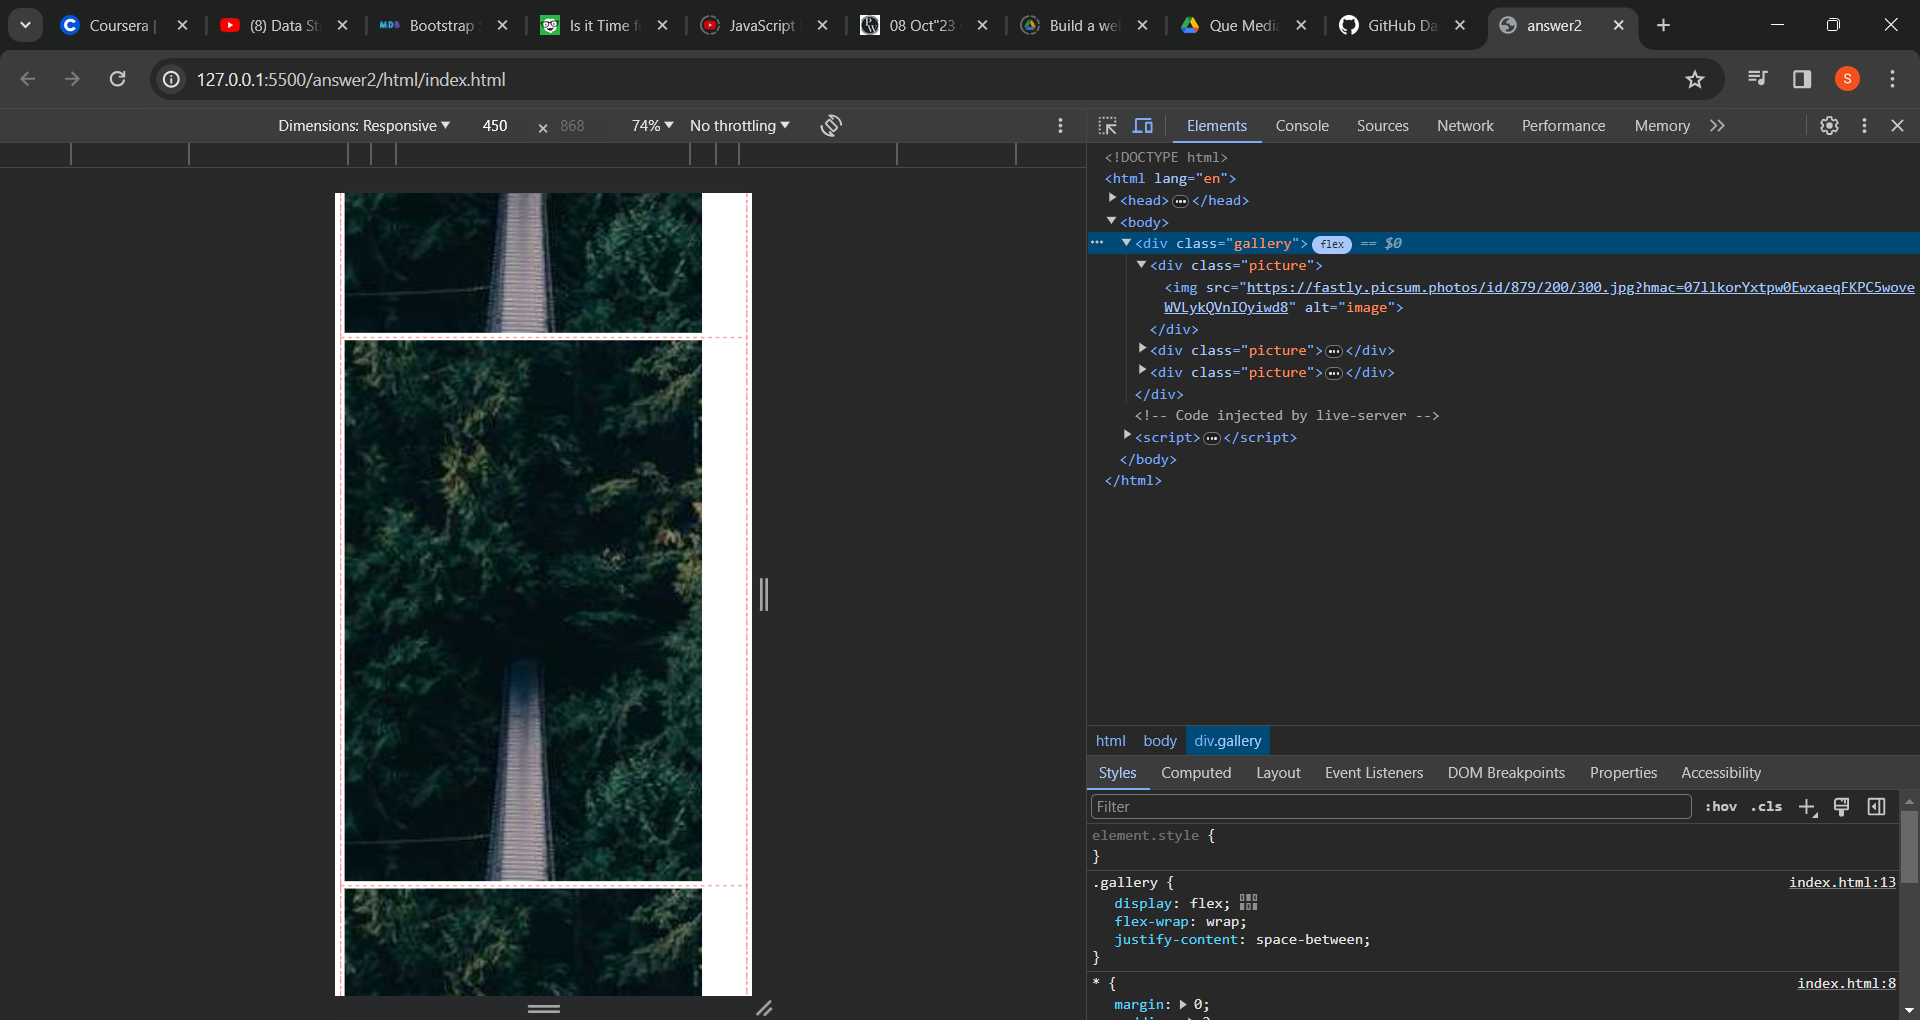 Coursera |
(8) Data St
MDB Bootstrap
Is it Time f
JavaScript
08 Oct"23
Build a we
Que Media
GitHub Da
answer2
127.0.0.1:5500/answer2/html/index.html
S
Dimensions: Responsive 450 × 868 74% No throttling
Elements Console Sources Network Performance Memory
<!DOCTYPE html>
<html lang="en">
<head> ••• </head>
<body>
••• <div class="gallery"> flex == $0
<div class="picture">
<img src="https://fastly.picsum.photos/id/879/200/300.jpg?hmac=07llkorYxtpw0EwxaeqFKPC5wove
WVLykQVnIOyiwd8" alt="image">
</div>
<div class="picture"> ••• </div>
<div class="picture"> ••• </div>
</div>
<!-- Code injected by live-server -->
<script> ••• </script>
</body>
</html>
html body div.gallery
Styles Computed Layout Event Listeners DOM Breakpoints Properties Accessibility
Filter :hov .cls
element.style {
}
.gallery { index.html:13
display: flex;
flex-wrap: wrap;
justify-content: space-between;
}
* { index.html:8
margin: 0;